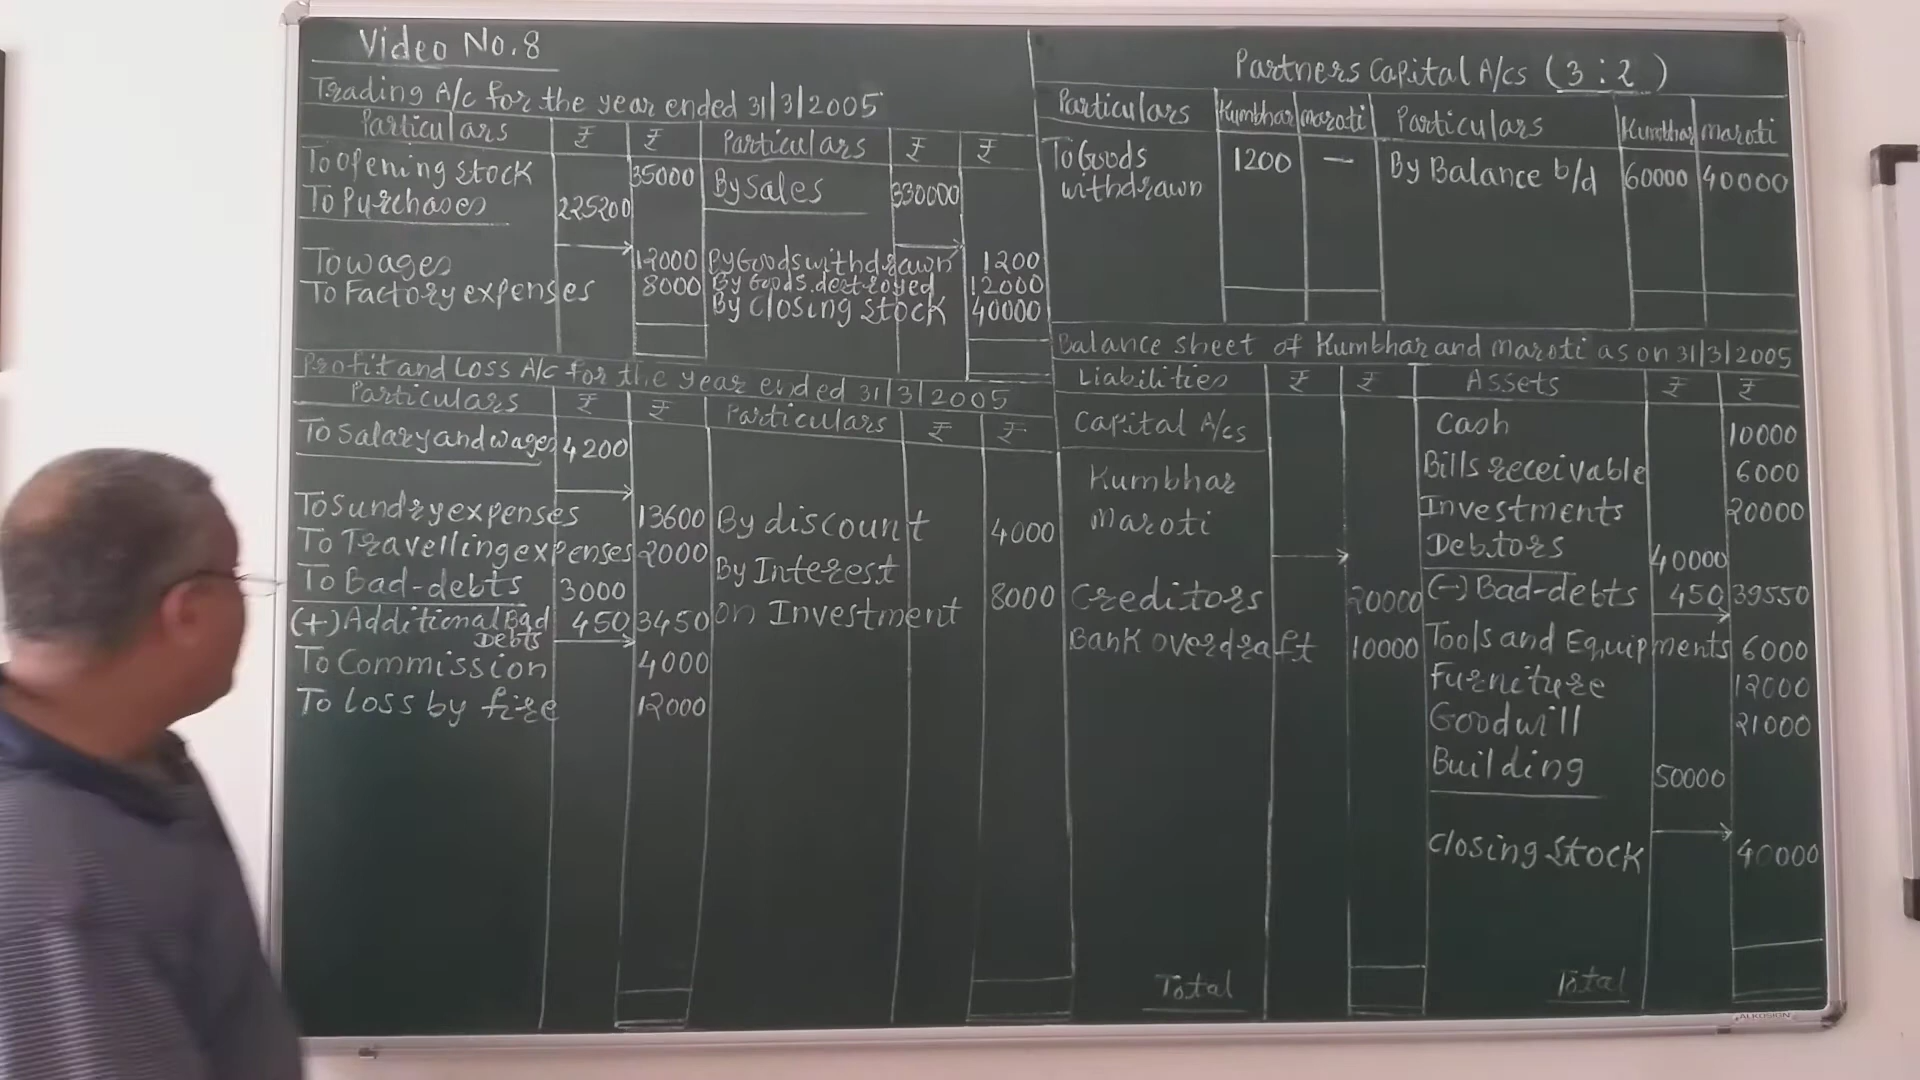 Video No.8
Trading A/c for the year ended 31/3/2005
Particulars ₹ ₹ Particulars ₹ ₹
To Opening Stock 35000 By Sales 330000
To Purchases 225200
To wages 12000 By Goods withdrawn 1200
To Factory expenses 8000 By Goods destroyed 12000
By Closing Stock 40000
Profit and Loss A/c for the year ended 31/3/2005
Particulars ₹ ₹ Particulars ₹ ₹
To Salary and wages 4200
To Sundry expenses 13600 By discount 4000
To Travelling expenses 2000 By Interest
To Bad-debts 3000
(+) Additional Bad Debts 450 3450 on Investment 8000
To Commission 4000
To Loss by fire 12000
Partners Capital A/cs (3:2)
Particulars Kumbhar Maroti Particulars Kumbhar Maroti
To Goods withdrawn 1200 — By Balance b/d 60000 40000
Balance sheet of Kumbhar and Maroti as on 31/3/2005
Liabilities ₹ ₹ Assets ₹ ₹
Capital A/cs Cash 10000
Kumbhar Bills receivable 6000
Maroti Investments 20000
Debtors 40000
Creditors 20000 (-) Bad-debts 450 39550
Bank overdraft 10000 Tools and Equipments 6000
Furniture 12000
Goodwill 21000
Building 50000
Closing Stock 40000
Total Total
ALKOSIGN